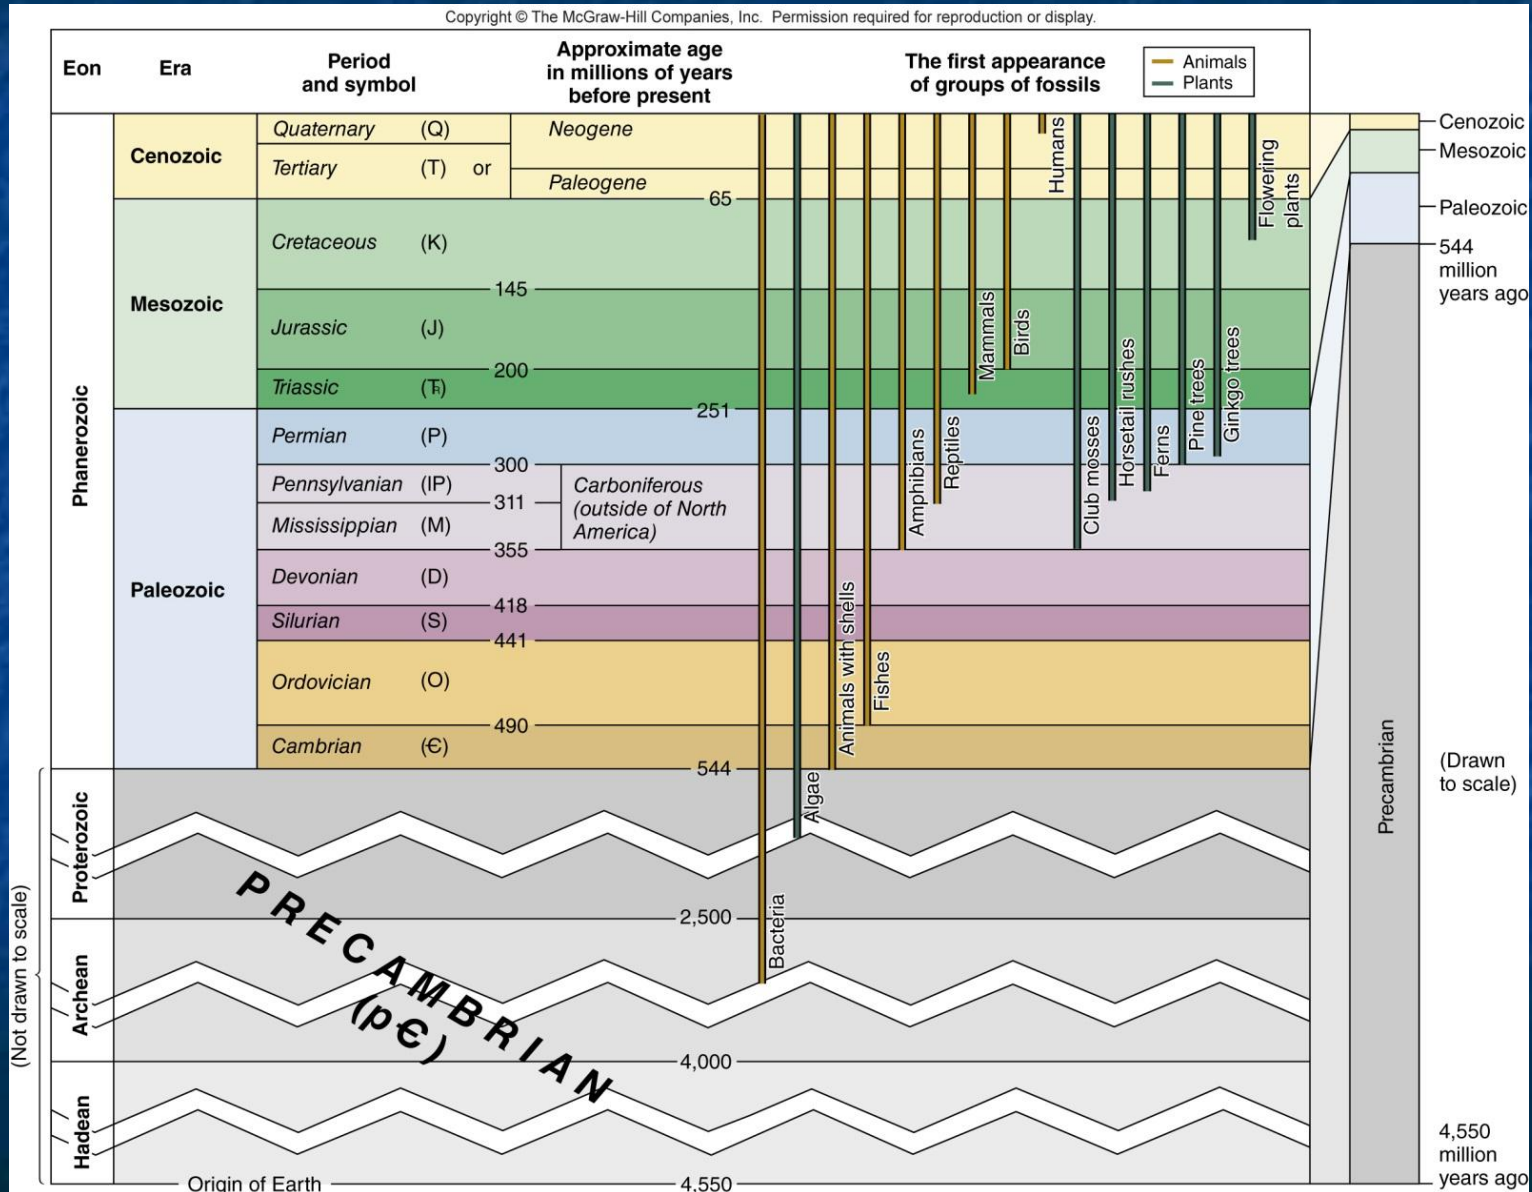 Copyright © The McGraw-Hill Companies, Inc. Permission required for reproduction or display.
Eon
Era
Period
and symbol
Approximate age
in millions of years
before present
The first appearance
of groups of fossils
Animals
Plants
Phanerozoic
Cenozoic
Quaternary (Q)
Tertiary (T) or
Neogene
Paleogene
65
Mesozoic
Cretaceous (K)
145
Jurassic (J)
200
Triassic (Ꞃ)
251
Paleozoic
Permian (P)
300
Pennsylvanian (IP)
311
Mississippian (M)
Carboniferous
(outside of North
America)
355
Devonian (D)
418
Silurian (S)
441
Ordovician (O)
490
Cambrian (Є)
544
Bacteria
Algae
Animals with shells
Fishes
Amphibians
Reptiles
Mammals
Birds
Humans
Club mosses
Horsetail rushes
Ferns
Pine trees
Ginkgo trees
Flowering
plants
(Not drawn to scale)
Proterozoic
PRECAMBRIAN
(pЄ)
2,500
Archean
4,000
Hadean
Origin of Earth
4,550
Cenozoic
Mesozoic
Paleozoic
544
million
years ago
Precambrian
(Drawn
to scale)
4,550
million
years ago